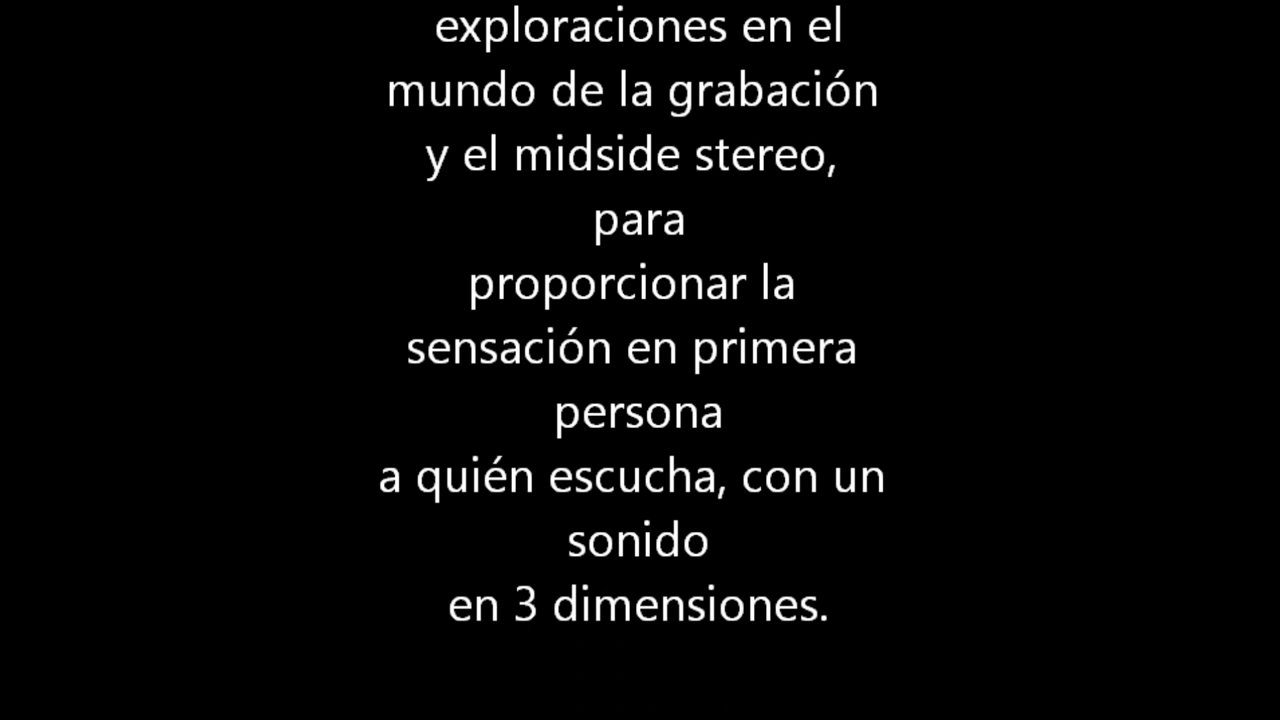 exploraciones en el
mundo de la grabación
y el midside stereo,
para
proporcionar la
sensación en primera
persona
a quién escucha, con un
sonido
en 3 dimensiones.